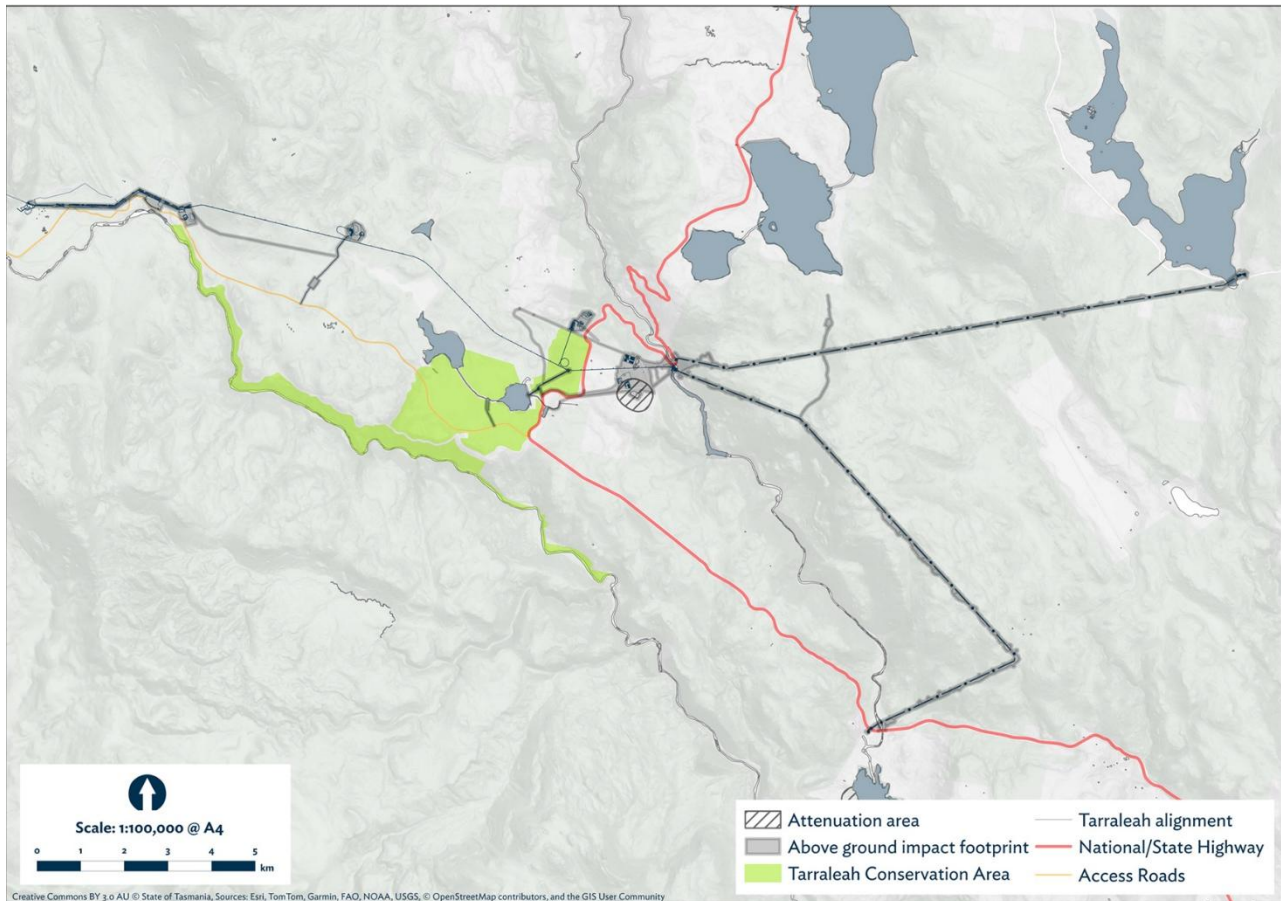 Scale: 1:100,000 @ A4
0 1 2 3 4 5
km
Attenuation area
Above ground impact footprint
Tarraleah Conservation Area
Tarraleah alignment
National/State Highway
Access Roads
Creative Commons BY 3.0 AU © State of Tasmania, Sources: Esri, TomTom, Garmin, FAO, NOAA, USGS, © OpenStreetMap contributors, and the GIS User Community